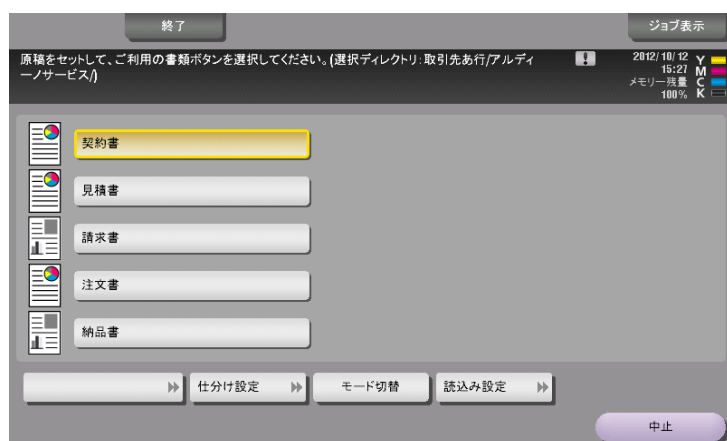 終了
ジョブ表示
原稿をセットして、ご利用の書類ボタンを選択してください。(選択ディレクトリ:取引先あ行/アルディ
ーノサービス/)
2012/10/12
15:27
メモリー残量
100%
Y
M
C
K
契約書
見積書
請求書
注文書
納品書
仕分け設定
モード切替
読込み設定
中止